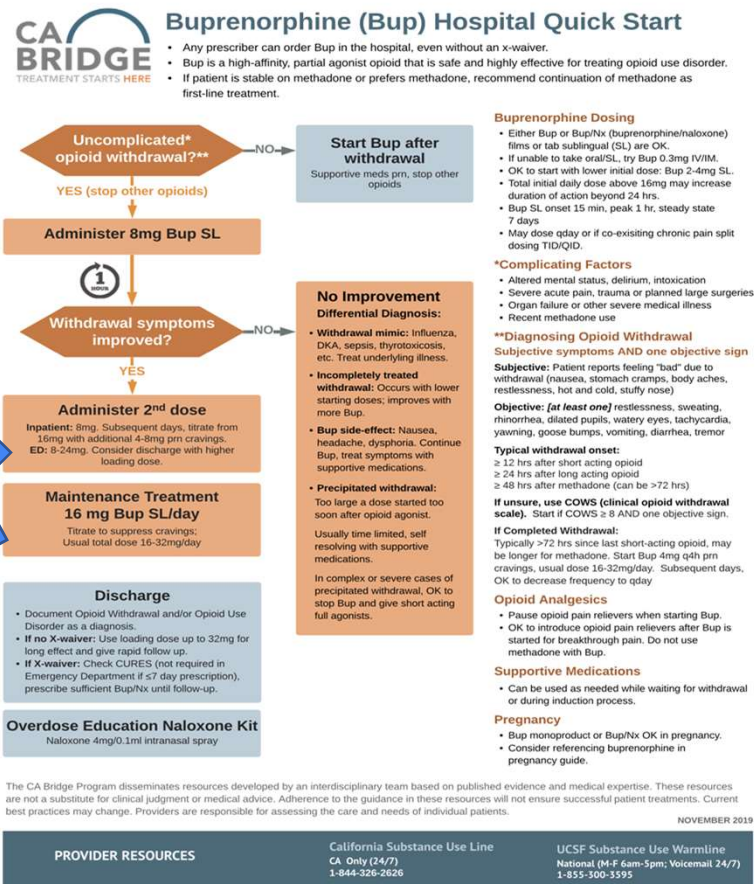 CA
BRIDGE
TREATMENT STARTS HERE
Buprenorphine (Bup) Hospital Quick Start
• Any prescriber can order Bup in the hospital, even without an x-waiver.
• Bup is a high-affinity, partial agonist opioid that is safe and highly effective for treating opioid use disorder.
• If patient is stable on methadone or prefers methadone, recommend continuation of methadone as
first-line treatment.
Uncomplicated*
opioid withdrawal?**
NO
Start Bup after
withdrawal
Supportive meds prn, stop other
opioids
YES (stop other opioids)
Administer 8mg Bup SL
1
HOUR
Withdrawal symptoms
improved?
NO
YES
No Improvement
Differential Diagnosis:
• Withdrawal mimic: Influenza,
DKA, sepsis, thyrotoxicosis,
etc. Treat underlyling illness.
• Incompletely treated
withdrawal: Occurs with lower
starting doses; improves with
more Bup.
• Bup side-effect: Nausea,
headache, dysphoria. Continue
Bup, treat symptoms with
supportive medications.
• Precipitated withdrawal:
Too large a dose started too
soon after opioid agonist.
Usually time limited, self
resolving with supportive
medications.
In complex or severe cases of
precipitated withdrawal, OK to
stop Bup and give short acting
full agonists.
Administer 2nd dose
Inpatient: 8mg. Subsequent days, titrate from
16mg with additional 4-8mg prn cravings.
ED: 8-24mg. Consider discharge with higher
loading dose.
Maintenance Treatment
16 mg Bup SL/day
Titrate to suppress cravings;
Usual total dose 16-32mg/day
Discharge
• Document Opioid Withdrawal and/or Opioid Use
Disorder as a diagnosis.
• If no X-waiver: Use loading dose up to 32mg for
long effect and give rapid follow up.
• If X-waiver: Check CURES (not required in
Emergency Department if ≤7 day prescription),
prescribe sufficient Bup/Nx until follow-up.
Overdose Education Naloxone Kit
Naloxone 4mg/0.1ml intranasal spray
Buprenorphine Dosing
• Either Bup or Bup/Nx (buprenorphine/naloxone)
films or tab sublingual (SL) are OK.
• If unable to take oral/SL, try Bup 0.3mg IV/IM.
• OK to start with lower initial dose: Bup 2-4mg SL.
• Total initial daily dose above 16mg may increase
duration of action beyond 24 hrs.
• Bup SL onset 15 min, peak 1 hr, steady state
7 days
• May dose qday or if co-exisiting chronic pain split
dosing TID/QID.
*Complicating Factors
• Altered mental status, delirium, intoxication
• Severe acute pain, trauma or planned large surgeries
• Organ failure or other severe medical illness
• Recent methadone use
**Diagnosing Opioid Withdrawal
Subjective symptoms AND one objective sign
Subjective: Patient reports feeling "bad" due to
withdrawal (nausea, stomach cramps, body aches,
restlessness, hot and cold, stuffy nose)
Objective: [at least one] restlessness, sweating,
rhinorrhea, dilated pupils, watery eyes, tachycardia,
yawning, goose bumps, vomiting, diarrhea, tremor
Typical withdrawal onset:
≥ 12 hrs after short acting opioid
≥ 24 hrs after long acting opioid
≥ 48 hrs after methadone (can be >72 hrs)
If unsure, use COWS (clinical opioid withdrawal
scale). Start if COWS ≥ 8 AND one objective sign.
If Completed Withdrawal:
Typically >72 hrs since last short-acting opioid, may
be longer for methadone. Start Bup 4mg q4h prn
cravings, usual dose 16-32mg/day. Subsequent days,
OK to decrease frequency to qday
Opioid Analgesics
• Pause opioid pain relievers when starting Bup.
• OK to introduce opioid pain relievers after Bup is
started for breakthrough pain. Do not use
methadone with Bup.
Supportive Medications
• Can be used as needed while waiting for withdrawal
or during induction process.
Pregnancy
• Bup monoproduct or Bup/Nx OK in pregnancy.
• Consider referencing buprenorphine in
pregnancy guide.
The CA Bridge Program disseminates resources developed by an interdisciplinary team based on published evidence and medical expertise. These resources
are not a substitute for clinical judgment or medical advice. Adherence to the guidance in these resources will not ensure successful patient treatments. Current
best practices may change. Providers are responsible for assessing the care and needs of individual patients.
NOVEMBER 2019
PROVIDER RESOURCES
California Substance Use Line
CA Only (24/7)
1-844-326-2626
UCSF Substance Use Warmline
National (M-F 6am-5pm; Voicemail 24/7)
1-855-300-3595